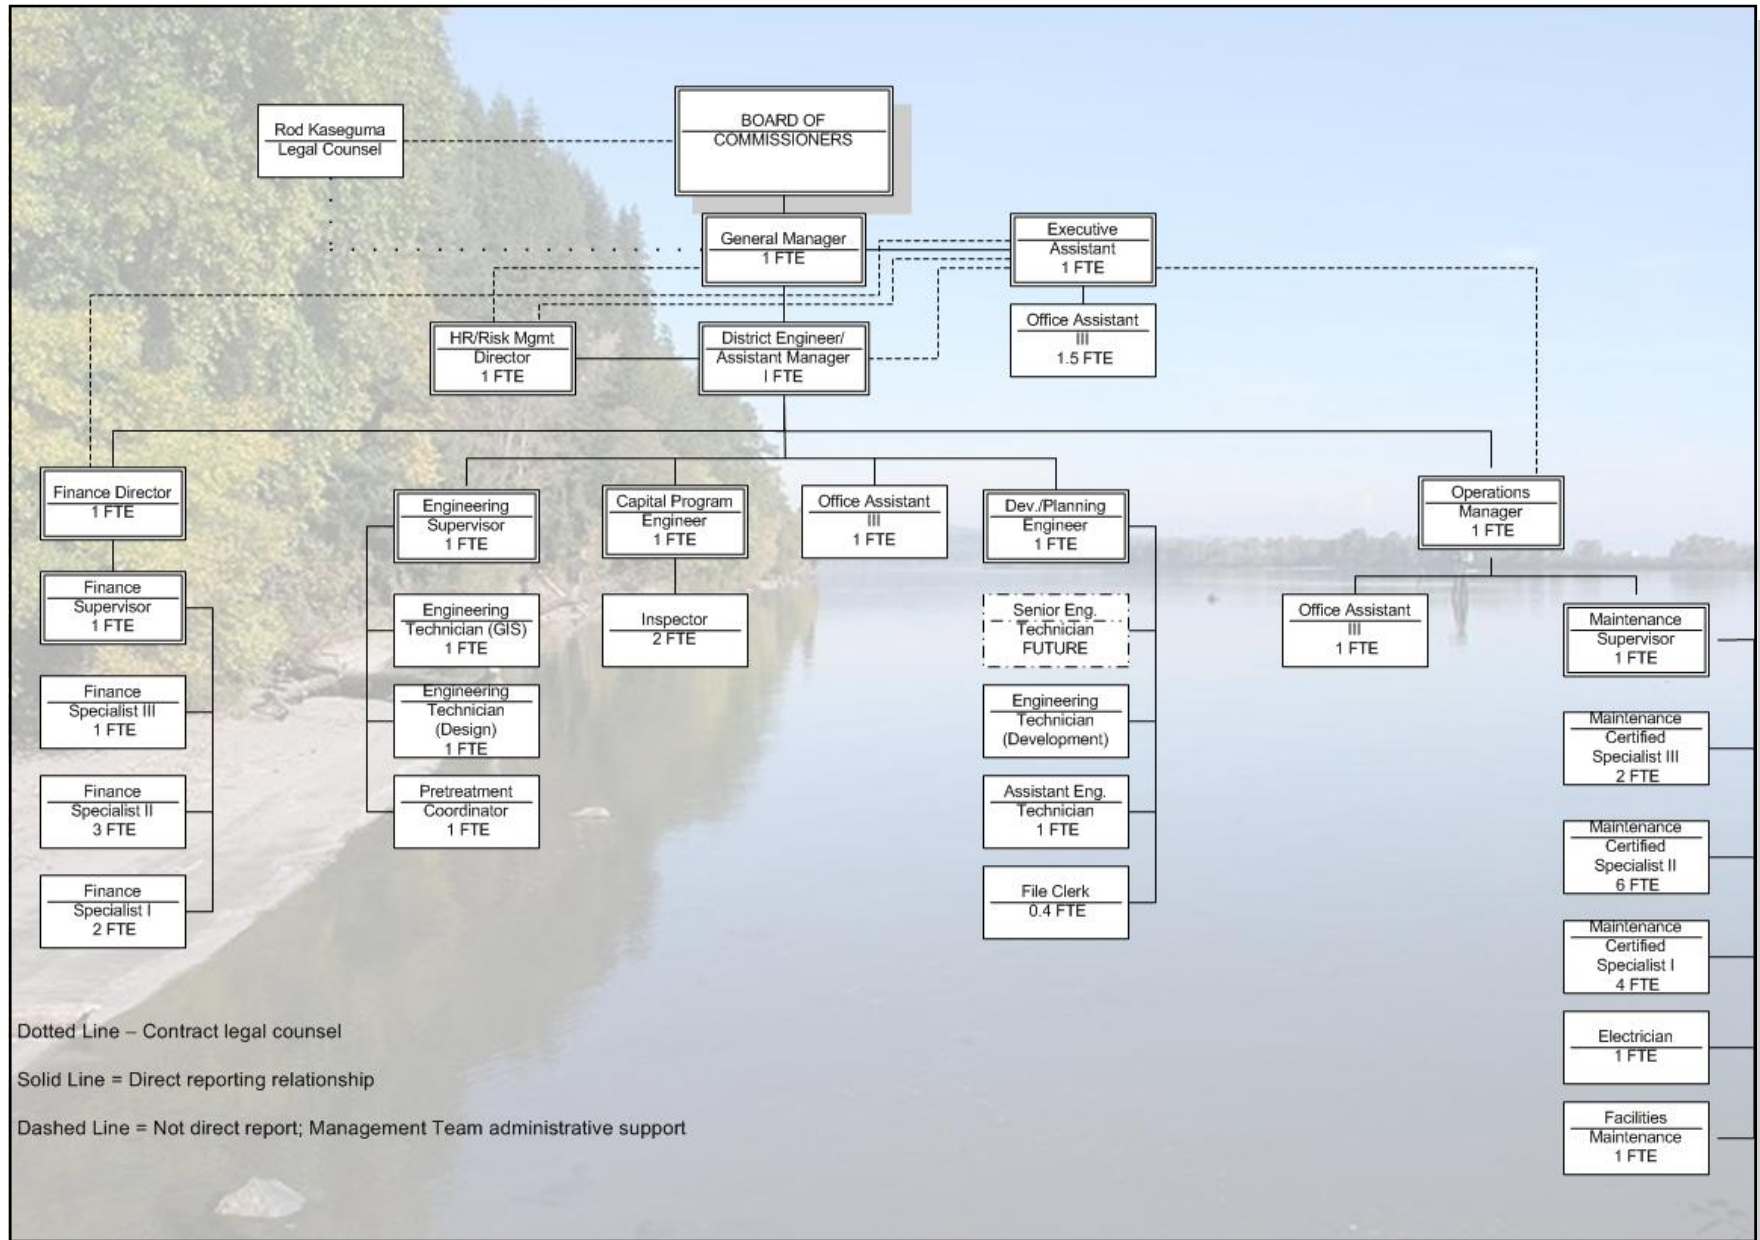 BOARD OF
COMMISSIONERS
Rod Kaseguma
Legal Counsel
General Manager
1 FTE
Executive
Assistant
1 FTE
Office Assistant
III
1.5 FTE
HR/Risk Mgmt
Director
1 FTE
District Engineer/
Assistant Manager
I FTE
Finance Director
1 FTE
Finance
Supervisor
1 FTE
Finance
Specialist III
1 FTE
Finance
Specialist II
3 FTE
Finance
Specialist I
2 FTE
Engineering
Supervisor
1 FTE
Engineering
Technician (GIS)
1 FTE
Engineering
Technician
(Design)
1 FTE
Pretreatment
Coordinator
1 FTE
Capital Program
Engineer
1 FTE
Inspector
2 FTE
Office Assistant
III
1 FTE
Dev./Planning
Engineer
1 FTE
Senior Eng.
Technician
FUTURE
Engineering
Technician
(Development)
Assistant Eng.
Technician
1 FTE
File Clerk
0.4 FTE
Operations
Manager
1 FTE
Office Assistant
III
1 FTE
Maintenance
Supervisor
1 FTE
Maintenance
Certified
Specialist III
2 FTE
Maintenance
Certified
Specialist II
6 FTE
Maintenance
Certified
Specialist I
4 FTE
Electrician
1 FTE
Facilities
Maintenance
1 FTE
Dotted Line – Contract legal counsel
Solid Line = Direct reporting relationship
Dashed Line = Not direct report; Management Team administrative support